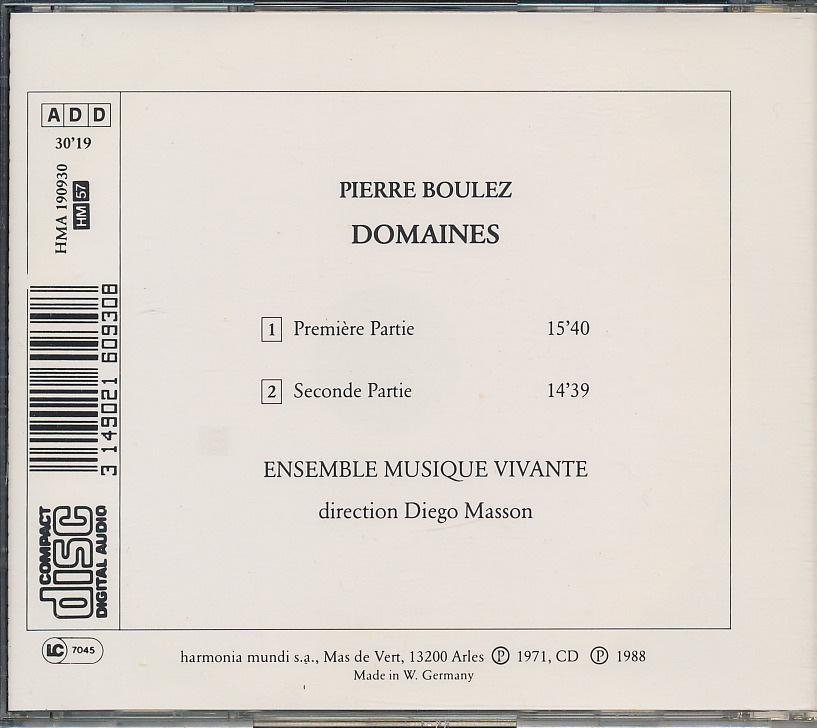 ADD
30'19
HMA 190930
HM 57
3 149021 609308
COMPACT
disc
DIGITAL AUDIO
PIERRE BOULEZ
DOMAINES
1 Première Partie 15'40
2 Seconde Partie 14'39
ENSEMBLE MUSIQUE VIVANTE
direction Diego Masson
LC 7045
harmonia mundi s.a., Mas de Vert, 13200 Arles Ⓟ 1971, CD Ⓟ 1988
Made in W. Germany